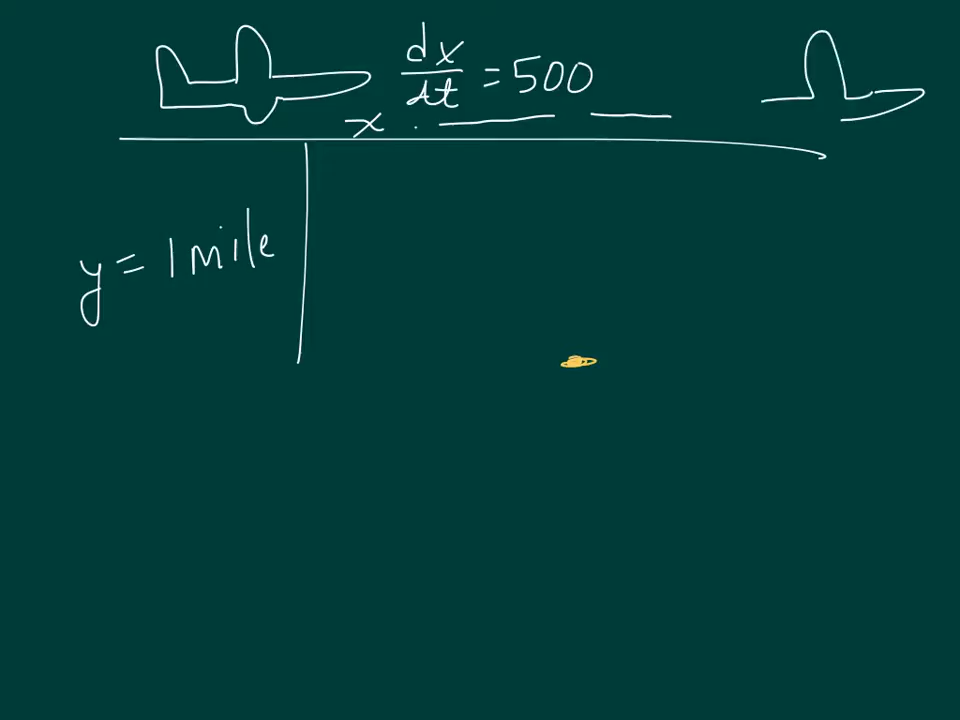 dx/dt = 500
x
y = 1 mile